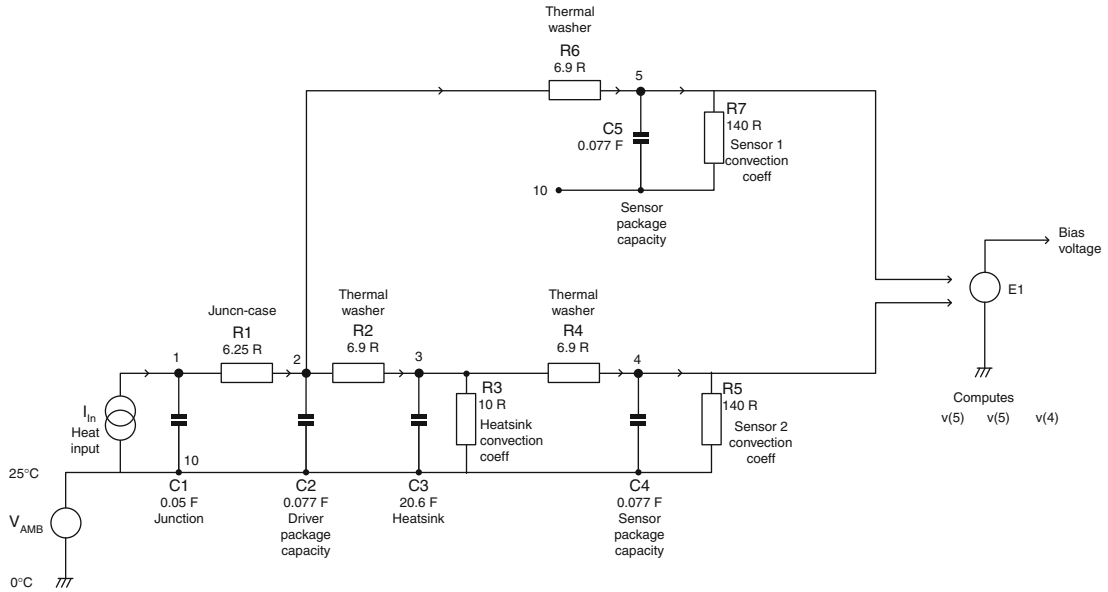 Thermal
washer
R6
6.9 R
5
C5
0.077 F
R7
140 R
Sensor 1
convection
coeff
10
Sensor
package
capacity
Bias
voltage
E1
Computes
v(5) v(5) v(4)
Juncn-case
R1
6.25 R
Thermal
washer
R2
6.9 R
Thermal
washer
R4
6.9 R
1
2
3
4
I In
Heat
input
R3
10 R
Heatsink
convection
coeff
R5
140 R
Sensor 2
convection
coeff
10
25°C
C1
0.05 F
Junction
C2
0.077 F
Driver
package
capacity
C3
20.6 F
Heatsink
C4
0.077 F
Sensor
package
capacity
V AMB
0°C